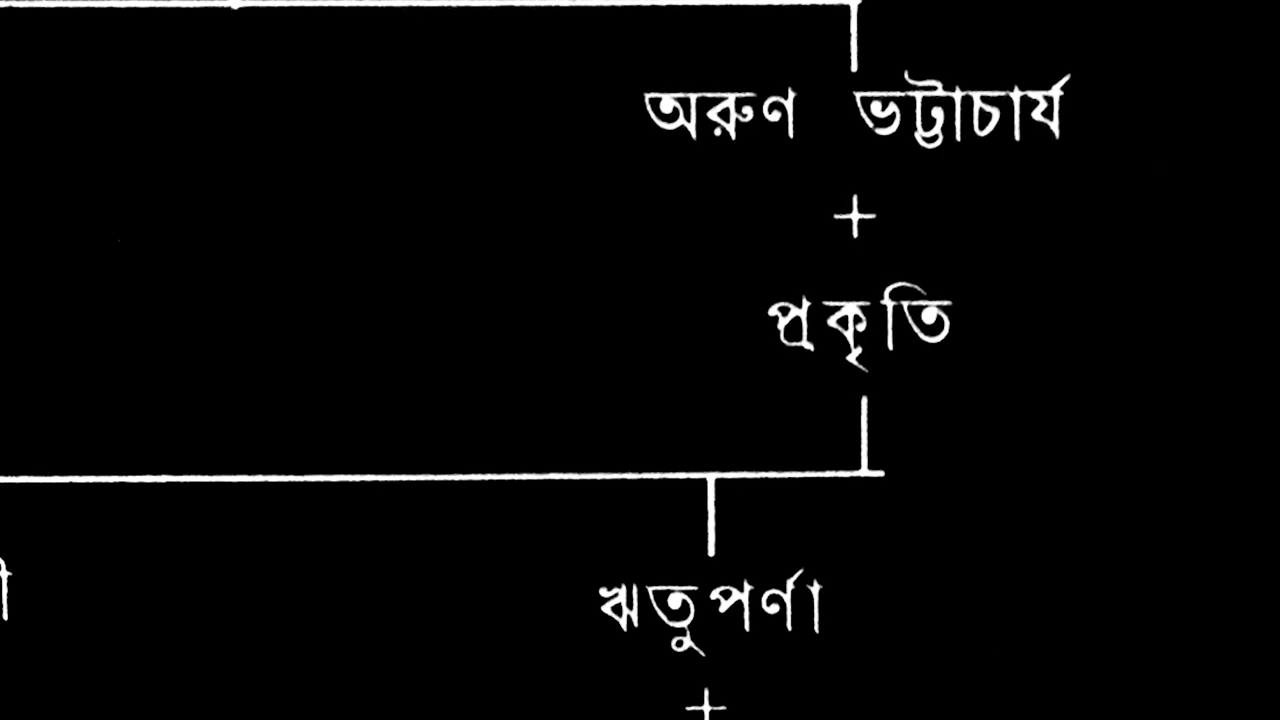 অরুণ ভট্টাচার্য
+
প্রকৃতি
ঋতুপর্ণা
+